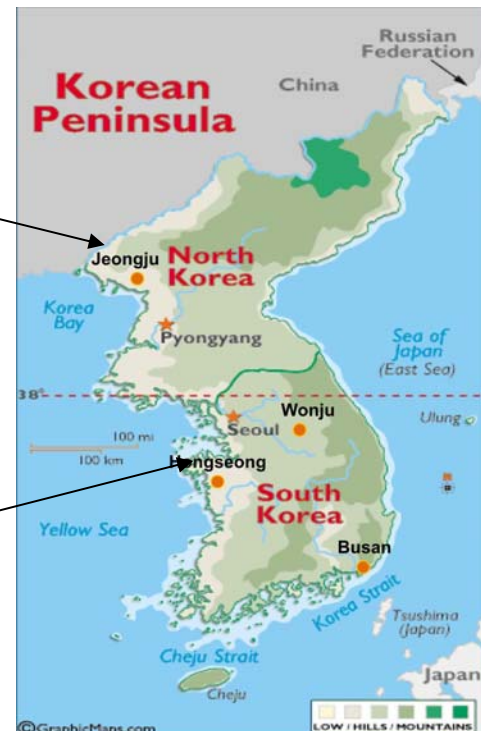 Russian
Federation
China
Korean
Peninsula
Jeongju
North
Korea
Korea
Bay
Pyongyang
Sea of
Japan
(East Sea)
38°
Wonju
Ulung
Seoul
100 mi
100 km
Hongseong
South
Korea
Yellow Sea
Busan
Korea Strait
Tsushima
(Japan)
Cheju Strait
Cheju
Japan
©GraphicMaps.com
LOW / HILLS / MOUNTAINS